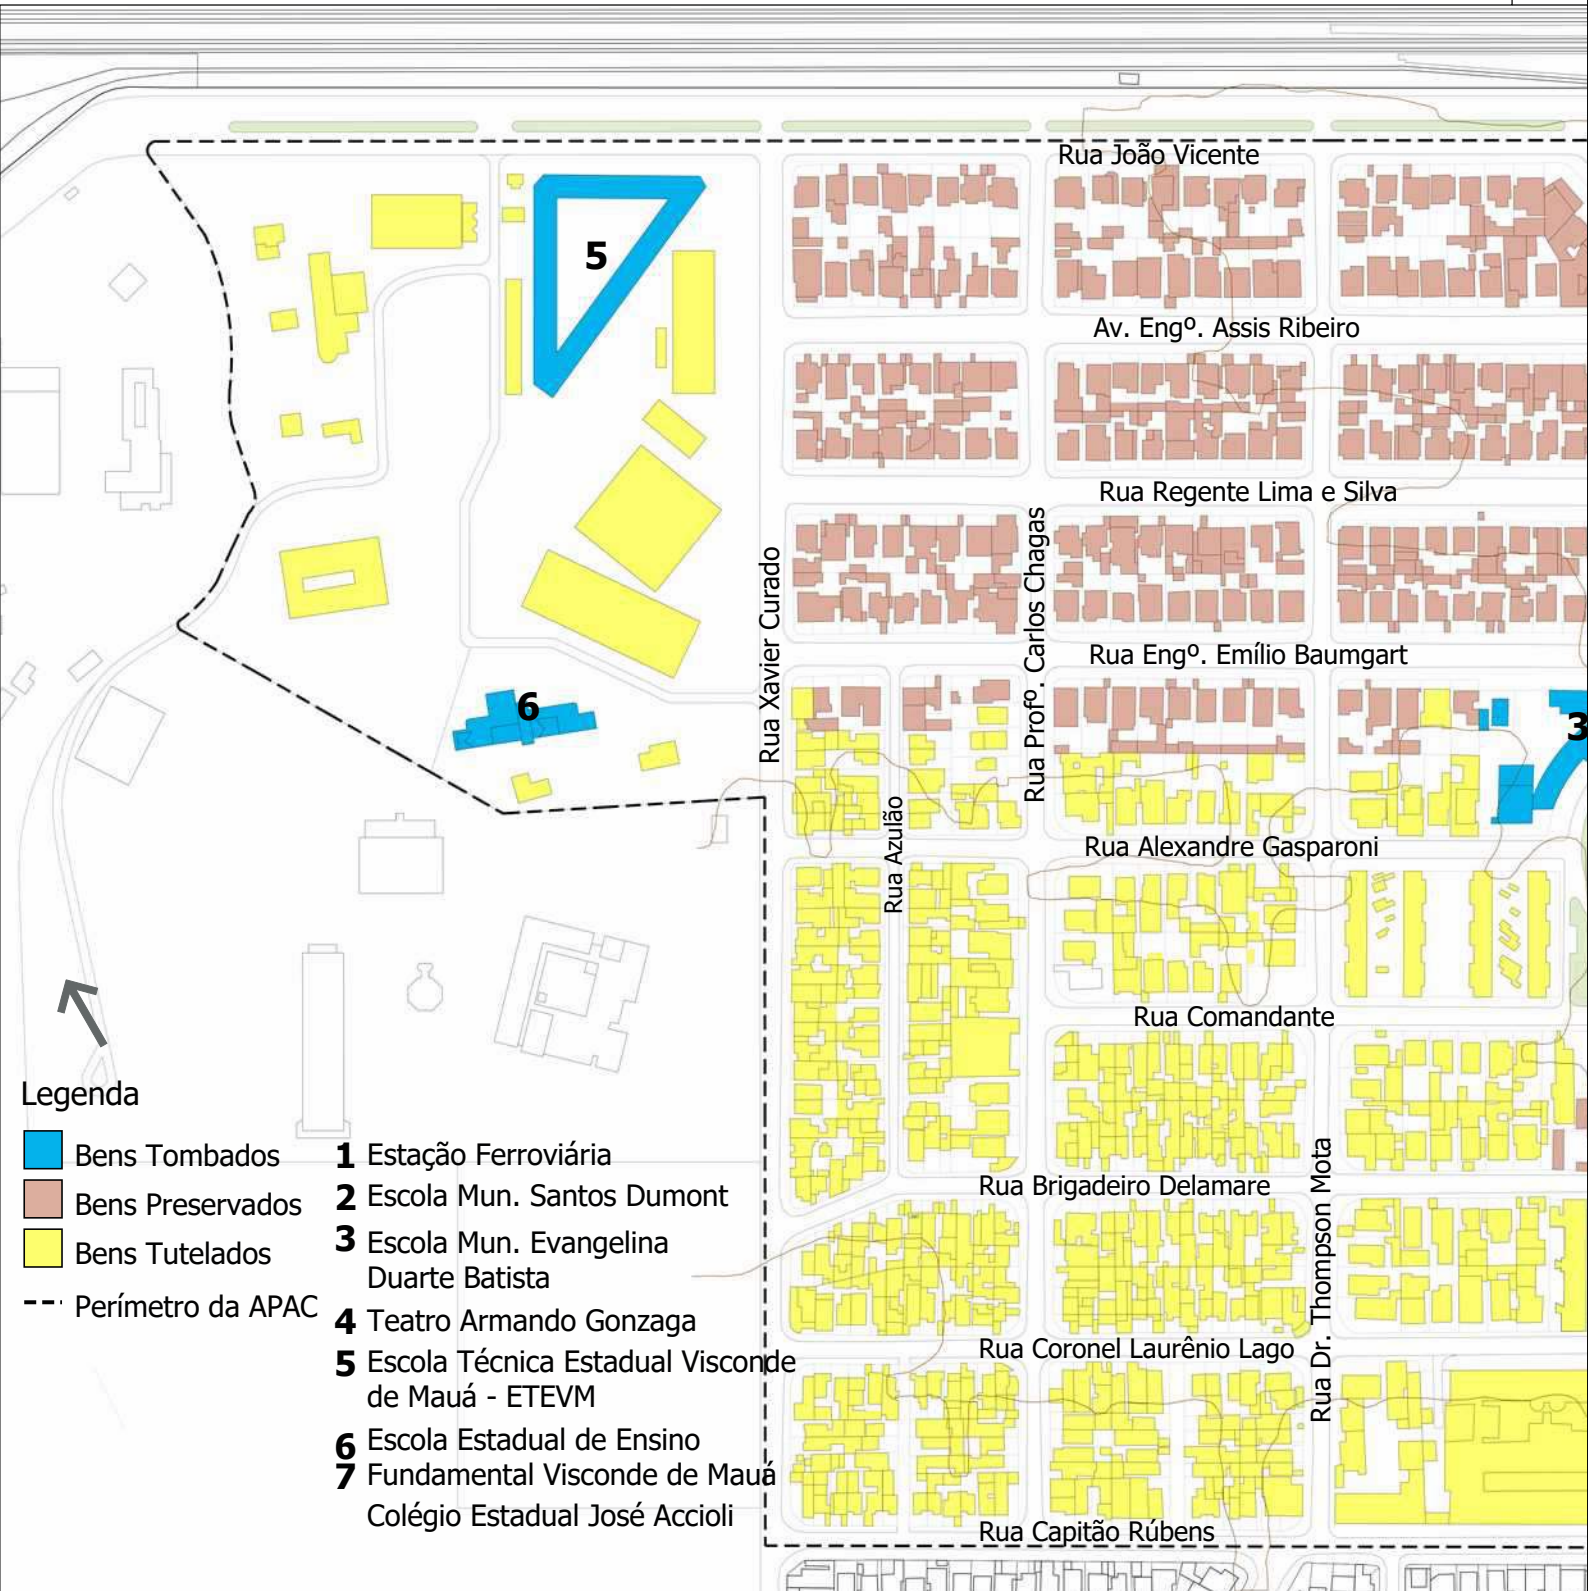 Rua João Vicente
5
Av. Engº. Assis Ribeiro
Rua Regente Lima e Silva
Rua Xavier Curado
Rua Profº. Carlos Chagas
Rua Engº. Emílio Baumgart
6
3
Rua Azulão
Rua Alexandre Gasparoni
Rua Comandante
Rua Brigadeiro Delamare
Rua Dr. Thompson Mota
Rua Coronel Laurênio Lago
Rua Capitão Rúbens
Legenda
Bens Tombados
Bens Preservados
Bens Tutelados
Perímetro da APAC
1 Estação Ferroviária
2 Escola Mun. Santos Dumont
3 Escola Mun. Evangelina
Duarte Batista
4 Teatro Armando Gonzaga
5 Escola Técnica Estadual Visconde
de Mauá - ETEVM
6 Escola Estadual de Ensino
7 Fundamental Visconde de Mauá
Colégio Estadual José Accioli